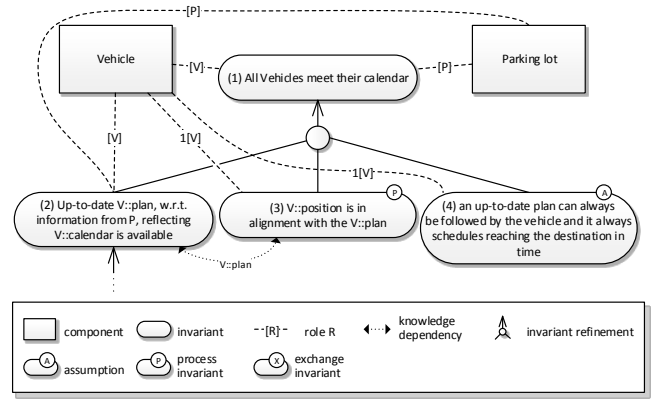 [P]
Vehicle
[V]
(1) All Vehicles meet their calendar
[P]
Parking lot
[V]
1[V]
1[V]
(2) Up-to-date V::plan, w.r.t.
information from P, reflecting
V::calendar is available
P
(3) V::position is in
alignment with the V::plan
A
(4) an up-to-date plan can always
be followed by the vehicle and it always
schedules reaching the destination in
time
V::plan
component
invariant
[R]
role R
knowledge
dependency
invariant refinement
A
assumption
P
process
invariant
X
exchange
invariant